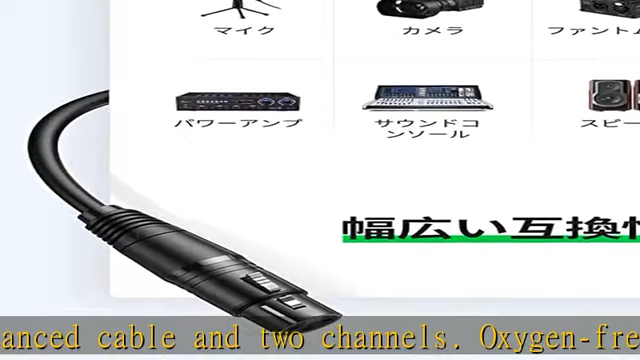 マイク
カメラ
ファントム
パワーアンプ
サウンドコ
ンソール
スピー
幅広い互換性
anced cable and two channels. Oxygen-fre